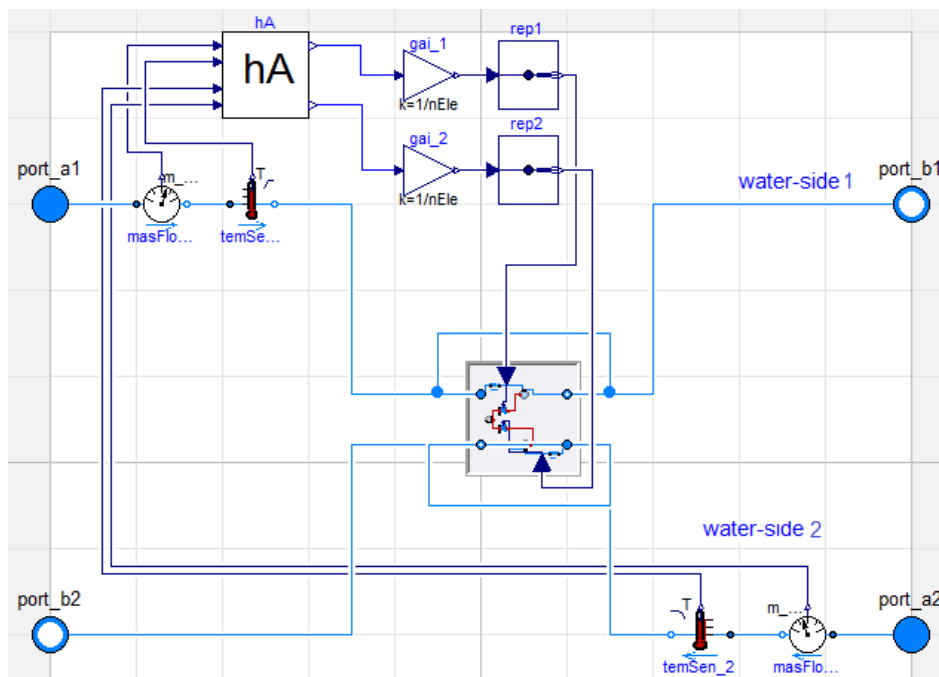 hA
hA
gai_1
k=1/nEle
rep1
gai_2
k=1/nEle
rep2
port_a1
m_...
T
masFlo...
temSe...
water-side 1
port_b1
water-side 2
port_b2
T
m_...
port_a2
temSen_2
masFlo...